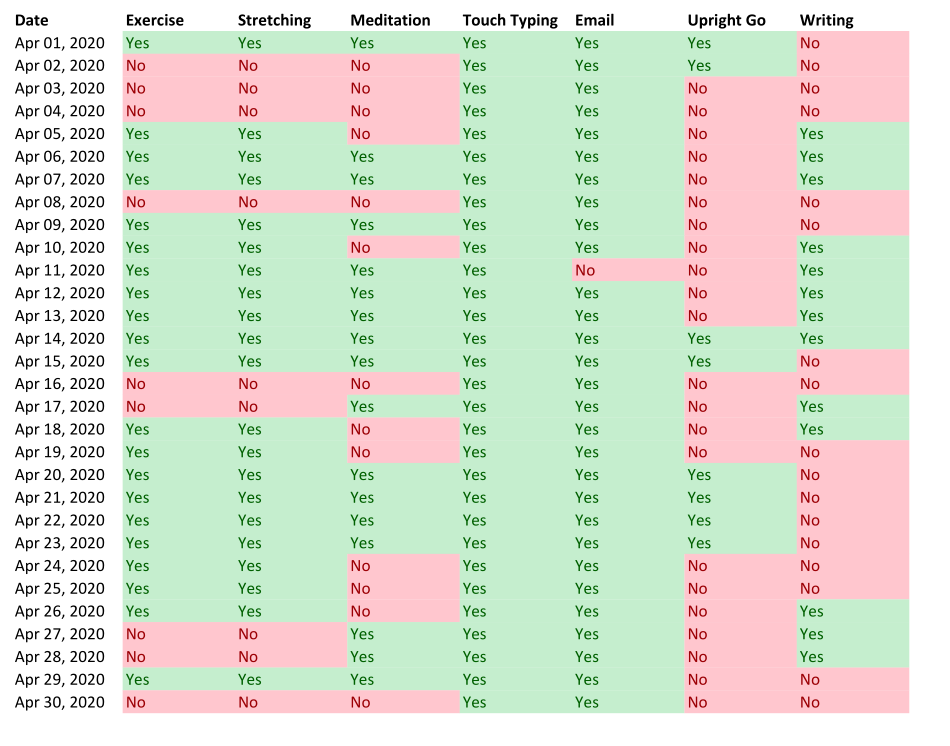 Date Exercise Stretching Meditation Touch Typing Email Upright Go Writing
Apr 01, 2020 Yes Yes Yes Yes Yes Yes No
Apr 02, 2020 No No No Yes Yes Yes No
Apr 03, 2020 No No No Yes Yes No No
Apr 04, 2020 No No No Yes Yes No No
Apr 05, 2020 Yes Yes No Yes Yes No Yes
Apr 06, 2020 Yes Yes Yes Yes Yes No Yes
Apr 07, 2020 Yes Yes Yes Yes Yes No Yes
Apr 08, 2020 No No No Yes Yes No No
Apr 09, 2020 Yes Yes Yes Yes Yes No No
Apr 10, 2020 Yes Yes No Yes Yes No Yes
Apr 11, 2020 Yes Yes Yes Yes No No Yes
Apr 12, 2020 Yes Yes Yes Yes Yes No Yes
Apr 13, 2020 Yes Yes Yes Yes Yes No Yes
Apr 14, 2020 Yes Yes Yes Yes Yes Yes Yes
Apr 15, 2020 Yes Yes Yes Yes Yes Yes No
Apr 16, 2020 No No No Yes Yes No No
Apr 17, 2020 No No Yes Yes Yes No Yes
Apr 18, 2020 Yes Yes No Yes Yes No Yes
Apr 19, 2020 Yes Yes No Yes Yes No No
Apr 20, 2020 Yes Yes Yes Yes Yes Yes No
Apr 21, 2020 Yes Yes Yes Yes Yes Yes No
Apr 22, 2020 Yes Yes Yes Yes Yes Yes No
Apr 23, 2020 Yes Yes Yes Yes Yes Yes No
Apr 24, 2020 Yes Yes No Yes Yes No No
Apr 25, 2020 Yes Yes No Yes Yes No No
Apr 26, 2020 Yes Yes No Yes Yes No Yes
Apr 27, 2020 No No Yes Yes Yes No Yes
Apr 28, 2020 No No Yes Yes Yes No Yes
Apr 29, 2020 Yes Yes Yes Yes Yes No No
Apr 30, 2020 No No No Yes Yes No No